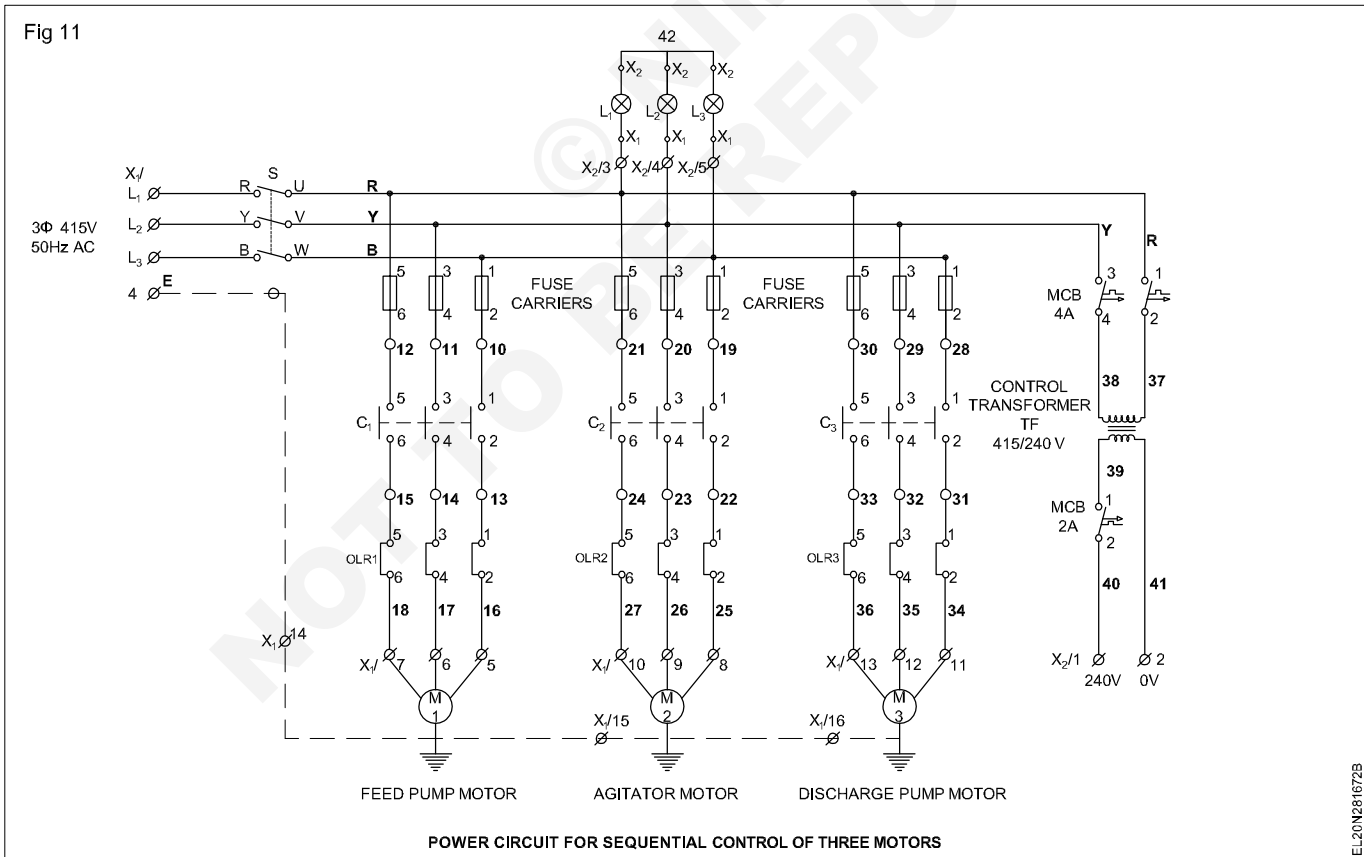 Fig 11
42
X2 X2 X2
L1 L2 L3
X1 X1 X1
X2/3 X2/4 X2/5
X1/
L1 R S U R
L2 Y V Y Y R
L3 B W B
3Φ 415V
50Hz AC
4 E
5 3 1 FUSE 5 3 1 FUSE 5 3 1
6 4 2 CARRIERS 6 4 2 CARRIERS 6 4 2
MCB 3 1
4A 4 2
12 11 10 21 20 19 30 29 28
38 37
CONTROL
TRANSFORMER
TF
415/240 V
5 3 1 5 3 1 5 3 1
C1 C2 C3
6 4 2 6 4 2 6 4 2
39
15 14 13 24 23 22 33 32 31
MCB 1
2A 2
5 3 1 5 3 1 5 3 1
OLR1 OLR2 OLR3
6 4 2 6 4 2 6 4 2
18 17 16 27 26 25 36 35 34 40 41
X1 14
X1/ 7 6 5 X1/ 10 9 8 X1/ 13 12 11 X2/1 2
240V 0V
M M M
1 2 3
X1/15 X1/16
FEED PUMP MOTOR AGITATOR MOTOR DISCHARGE PUMP MOTOR
POWER CIRCUIT FOR SEQUENTIAL CONTROL OF THREE MOTORS
EL20N281672B
NOT TO BE REPU
© NI